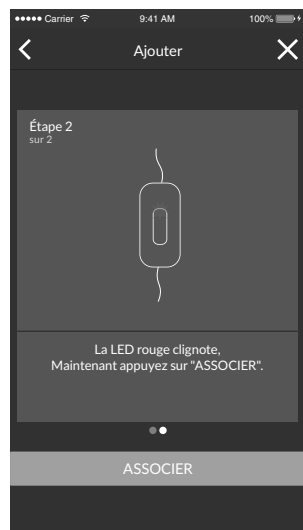 Carrier 9:41 AM 100%
Ajouter
Étape 2
sur 2
La LED rouge clignote,
Maintenant appuyez sur "ASSOCIER".
ASSOCIER